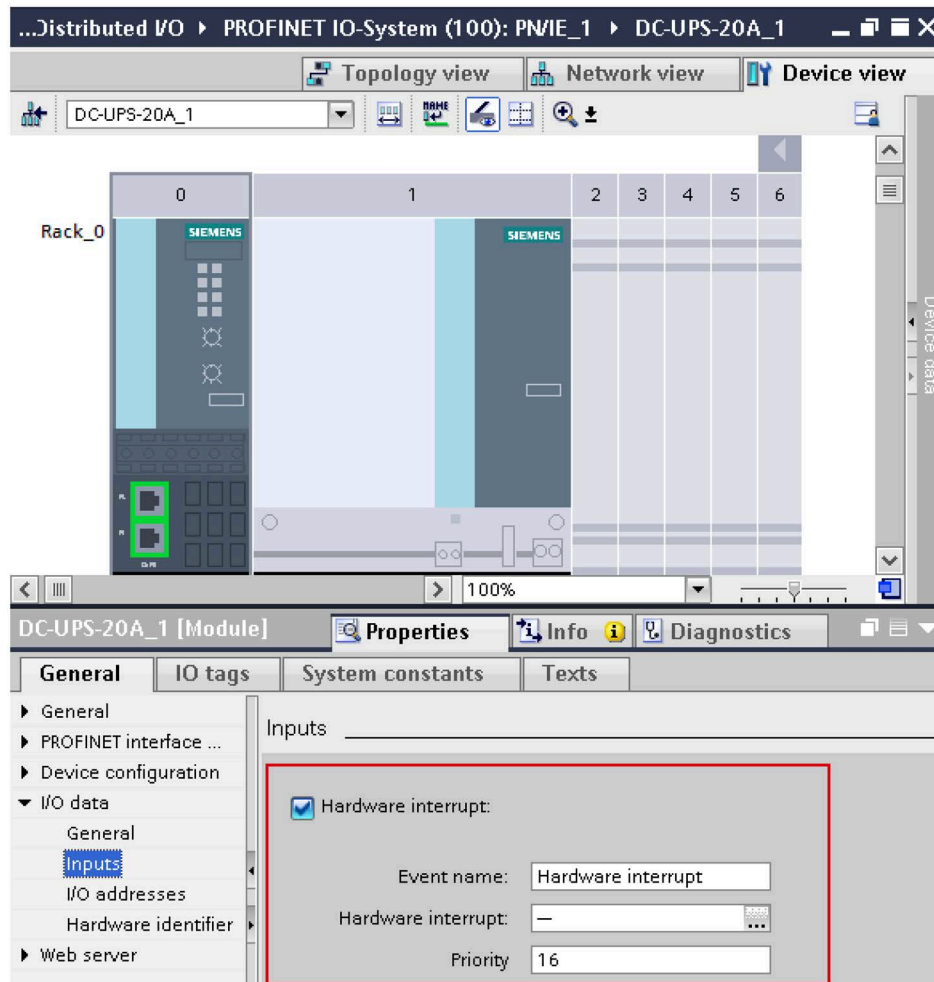 ...Distributed I/O ▸ PROFINET IO-System (100): PN/IE_1 ▸ DC-UPS-20A_1
Topology view Network view Device view
DC-UPS-20A_1
NAME
0 1 2 3 4 5 6
Rack_0
SIEMENS SIEMENS
Device data
100%
DC-UPS-20A_1 [Module] Properties Info Diagnostics
General IO tags System constants Texts
General
PROFINET interface ...
Device configuration
I/O data
General
Inputs
I/O addresses
Hardware identifier
Web server
Inputs
Hardware interrupt:
Event name: Hardware interrupt
Hardware interrupt: — ...
Priority 16